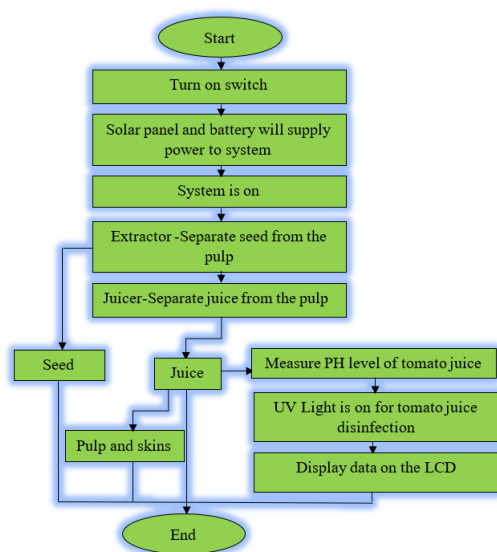 Start
Turn on switch
Solar panel and battery will supply
power to system
System is on
Extractor -Separate seed from the
pulp
Juicer-Separate juice from the pulp
Seed
Juice
Measure PH level of tomato juice
UV Light is on for tomato juice
disinfection
Pulp and skins
Display data on the LCD
End